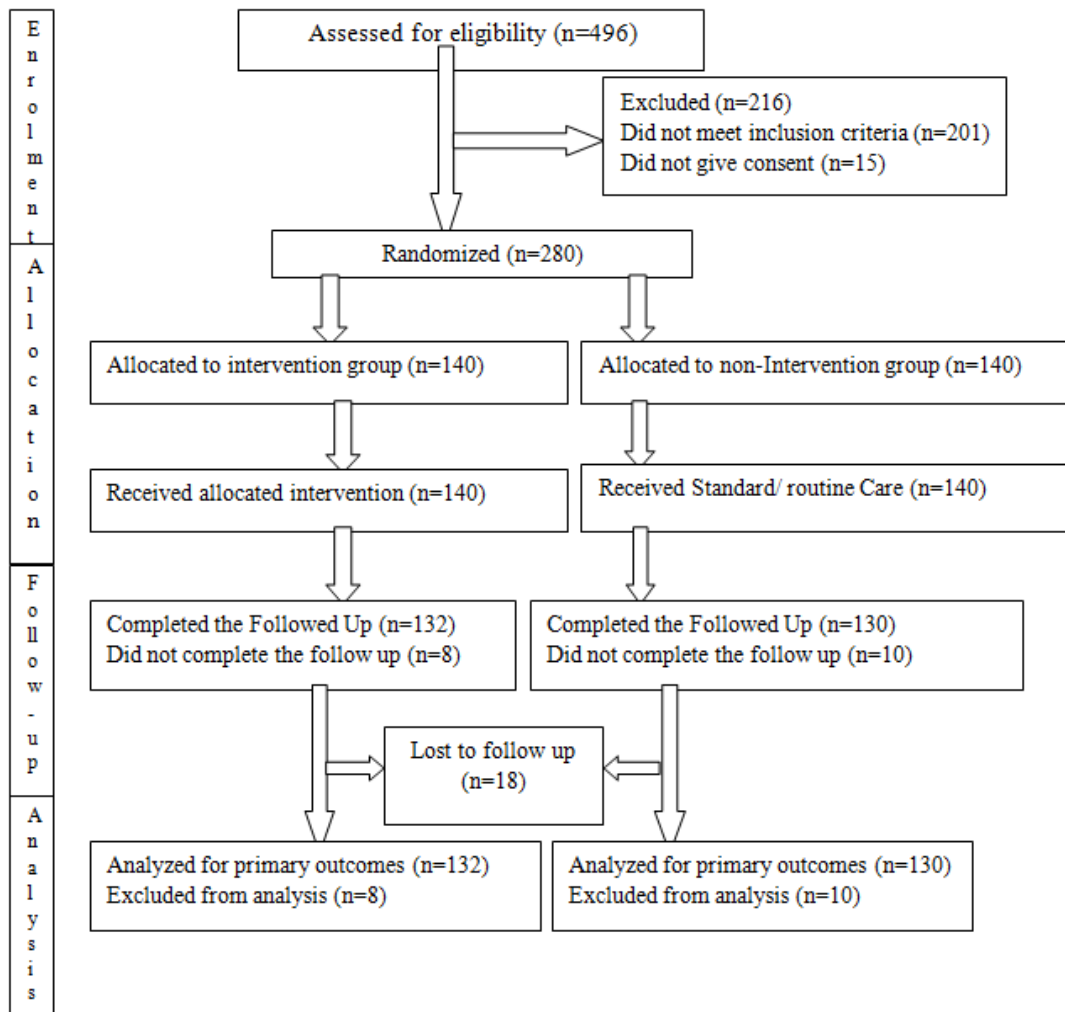 Enrolment
Assessed for eligibility (n=496)
Excluded (n=216)
Did not meet inclusion criteria (n=201)
Did not give consent (n=15)
Randomized (n=280)
Allocation
Allocated to intervention group (n=140)
Allocated to non-Intervention group (n=140)
Received allocated intervention (n=140)
Received Standard/ routine Care (n=140)
Follow-up
Completed the Followed Up (n=132)
Did not complete the follow up (n=8)
Completed the Followed Up (n=130)
Did not complete the follow up (n=10)
Lost to follow up
(n=18)
Analysis
Analyzed for primary outcomes (n=132)
Excluded from analysis (n=8)
Analyzed for primary outcomes (n=130)
Excluded from analysis (n=10)